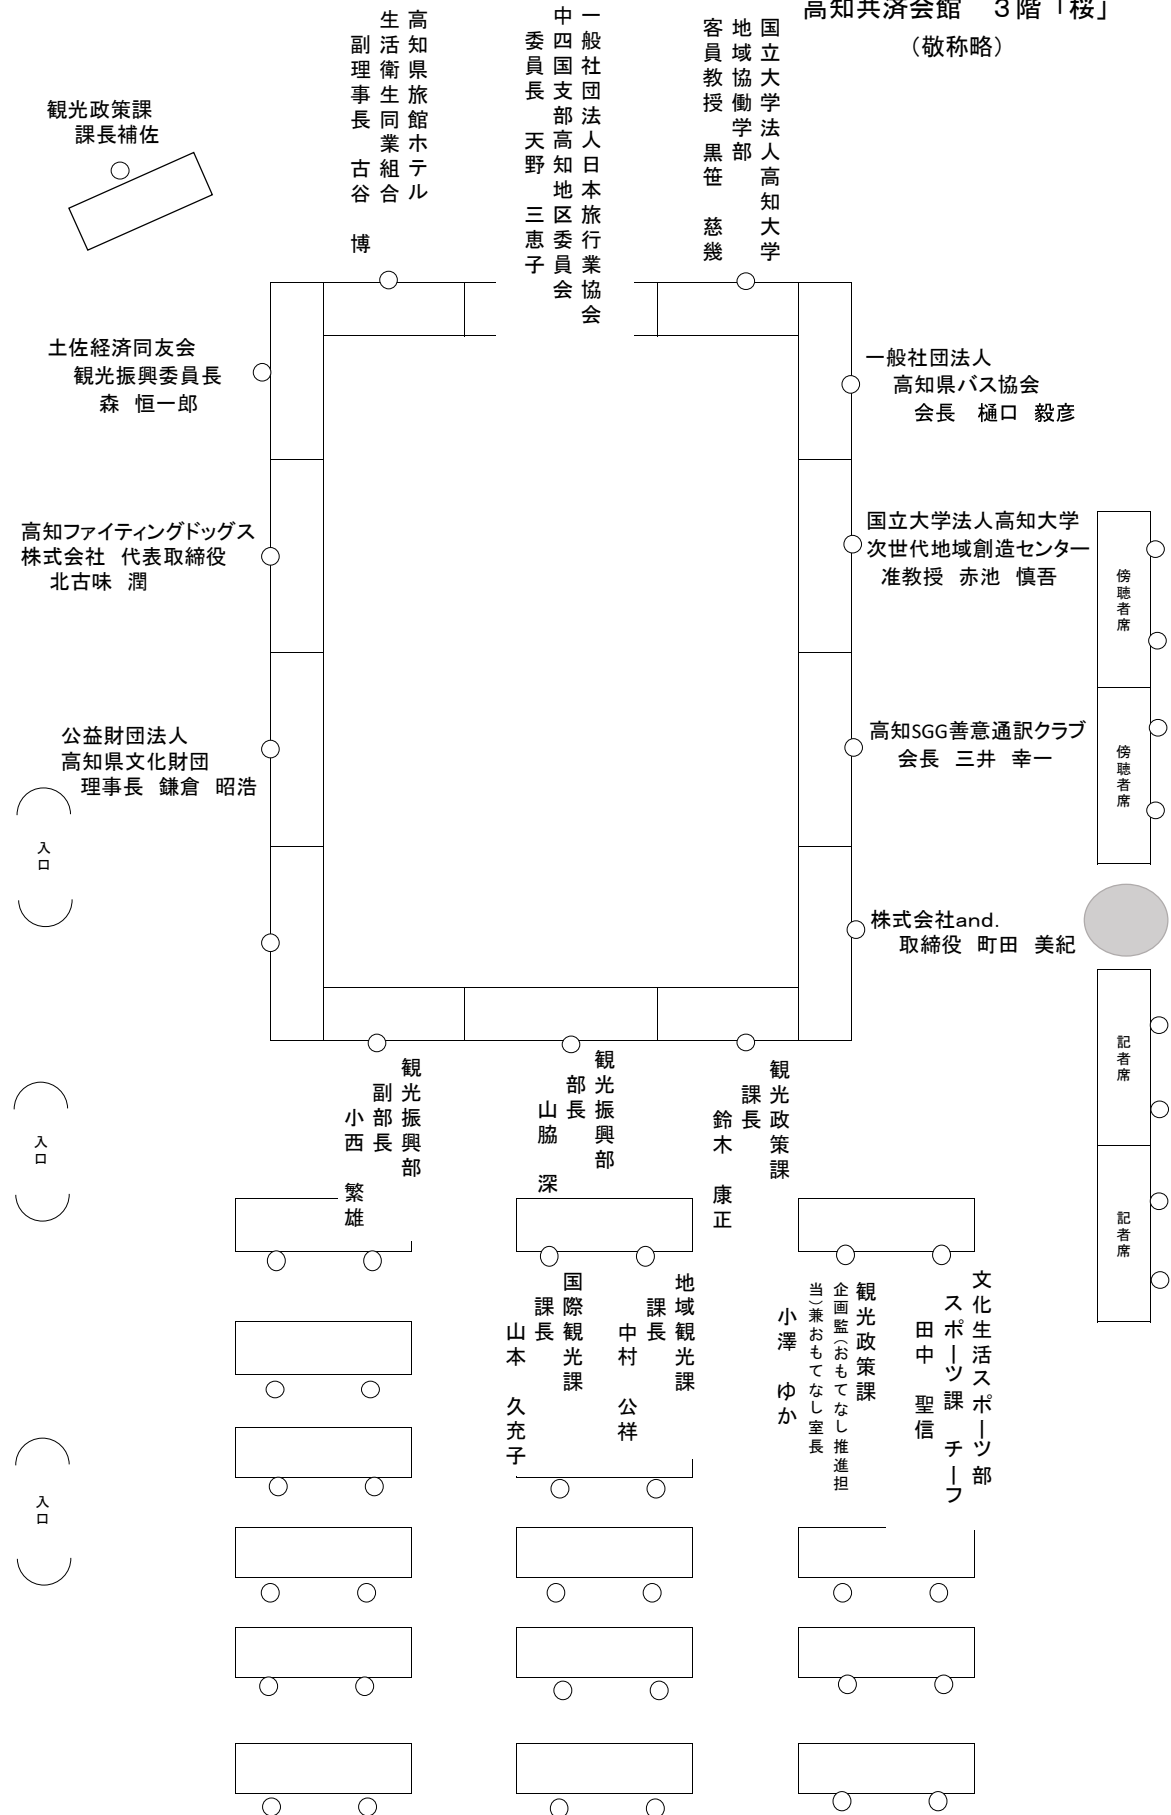 高知共済会館　３階「桜」
（敬称略）
国立大学法人高知大学
地域協働学部
客員教授　黒笹　慈幾
一般社団法人日本旅行業協会
中四国支部高知地区委員会
委員長　天野　三恵子
高知県旅館ホテル
生活衛生同業組合
副理事長　古谷　博
観光政策課
課長補佐
土佐経済同友会
観光振興委員長
森　恒一郎
高知ファイティングドッグス
株式会社　代表取締役
北古味　潤
公益財団法人
高知県文化財団
理事長　鎌倉　昭浩
一般社団法人
高知県バス協会
会長　樋口　毅彦
国立大学法人高知大学
次世代地域創造センター
准教授　赤池　慎吾
高知SGG善意通訳クラブ
会長　三井　幸一
株式会社and.
取締役　町田　美紀
傍聴者席
傍聴者席
記者席
記者席
入口
入口
入口
観光政策課
課長
鈴木　康正
観光振興部
部長
山脇　深
観光振興部
副部長
小西　繁雄
文化生活スポーツ部
スポーツ課　チーフ
田中　聖信
観光政策課
企画監（おもてなし推進担
当）兼おもてなし室長
小澤　ゆか
地域観光課
課長
中村　公祥
国際観光課
課長
山本　久充子